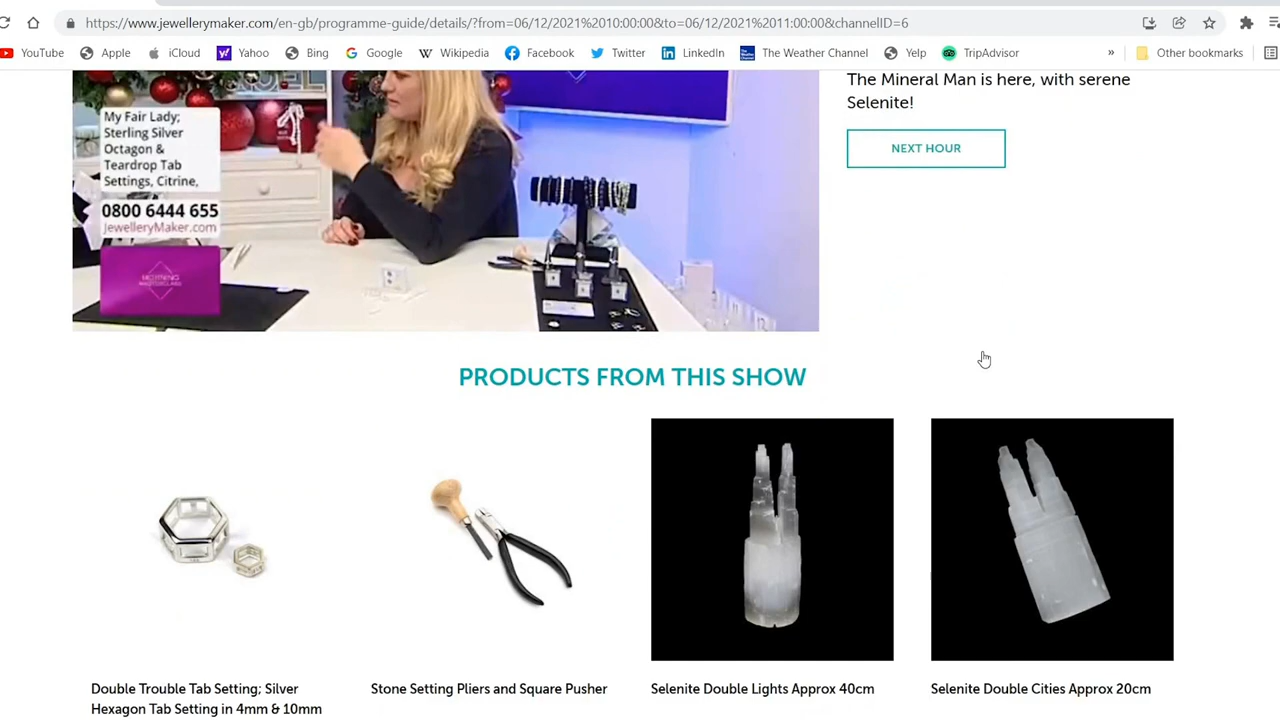 https://www.jewellerymaker.com/en-gb/programme-guide/details/?from=06/12/2021%2010:00:00&to=06/12/2021%2011:00:00&channelID=6
YouTube Apple iCloud Yahoo Bing Google Wikipedia Facebook Twitter LinkedIn The Weather Channel Yelp TripAdvisor » Other bookmarks
NOEL
My Fair Lady;
Sterling Silver
Octagon &
Teardrop Tab
Settings, Citrine,
0800 6444 655
JewelleryMaker.com
MORNING
MASTERCLASS
The Mineral Man is here, with serene
Selenite!
NEXT HOUR
PRODUCTS FROM THIS SHOW
Double Trouble Tab Setting; Silver
Hexagon Tab Setting in 4mm & 10mm
Stone Setting Pliers and Square Pusher
Selenite Double Lights Approx 40cm
Selenite Double Cities Approx 20cm